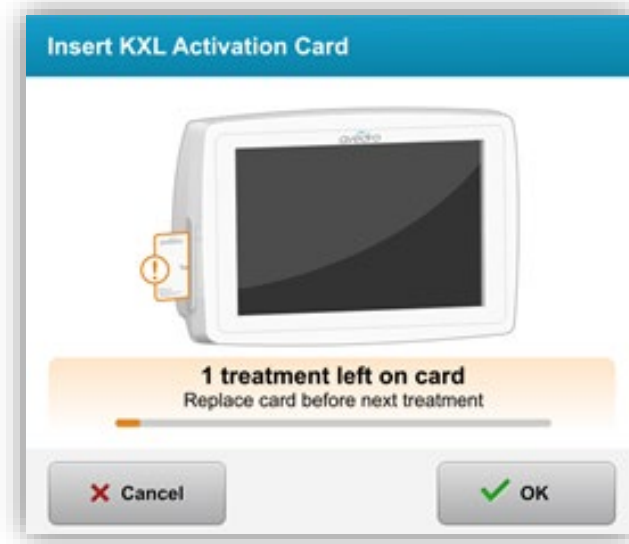 Insert KXL Activation Card
avedro
1 treatment left on card
Replace card before next treatment
Cancel
OK